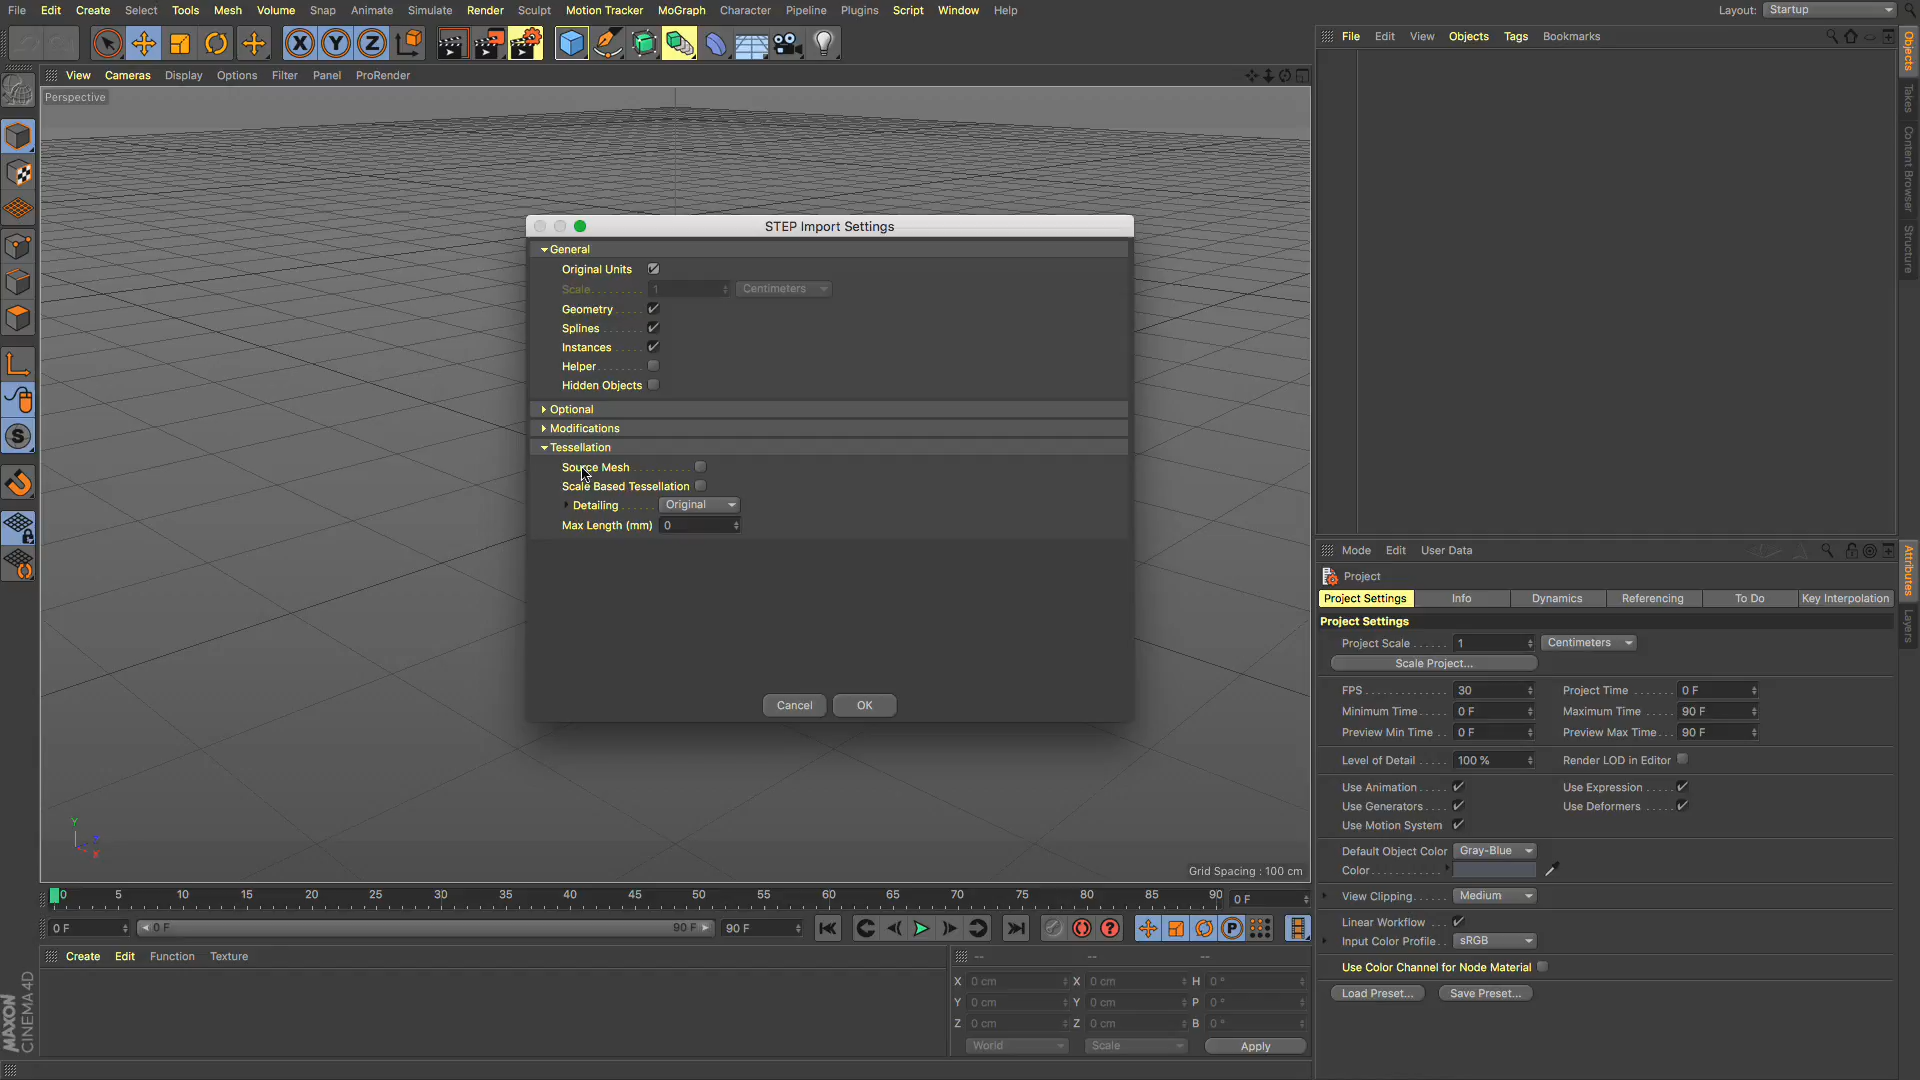 File Edit Create Select Tools Mesh Volume Snap Animate Simulate Render Sculpt Motion Tracker MoGraph Character Pipeline Plugins Script Window Help Layout: Startup
X Y Z
File Edit View Objects Tags Bookmarks
View Cameras Display Options Filter Panel ProRender
Perspective
Objects
Takes
Content Browser
Structure
STEP Import Settings
General
Original Units
Scale 1 Centimeters
Geometry
Splines
Instances
Helper
Hidden Objects
Optional
Modifications
Tessellation
Source Mesh
Scale Based Tessellation
Detailing Original
Max Length (mm) 0
Cancel OK
S
Y
Z
X
Grid Spacing : 100 cm
Mode Edit User Data
Project
Project Settings Info Dynamics Referencing To Do Key Interpolation
Project Settings
Project Scale 1 Centimeters
Scale Project...
FPS 30 Project Time 0 F
Minimum Time 0 F Maximum Time 90 F
Preview Min Time 0 F Preview Max Time 90 F
Level of Detail 100 % Render LOD in Editor
Use Animation Use Expression
Use Generators Use Deformers
Use Motion System
Default Object Color Gray-Blue
Color
View Clipping Medium
Linear Workflow
Input Color Profile sRGB
Use Color Channel for Node Material
Load Preset... Save Preset...
Attributes
Layers
0 5 10 15 20 25 30 35 40 45 50 55 60 65 70 75 80 85 90 0 F
0 F 0 F 90 F 90 F ? P
Create Edit Function Texture
-- -- --
X 0 cm X 0 cm H 0 °
Y 0 cm Y 0 cm P 0 °
Z 0 cm Z 0 cm B 0 °
World Scale Apply
MAXON
CINEMA 4D